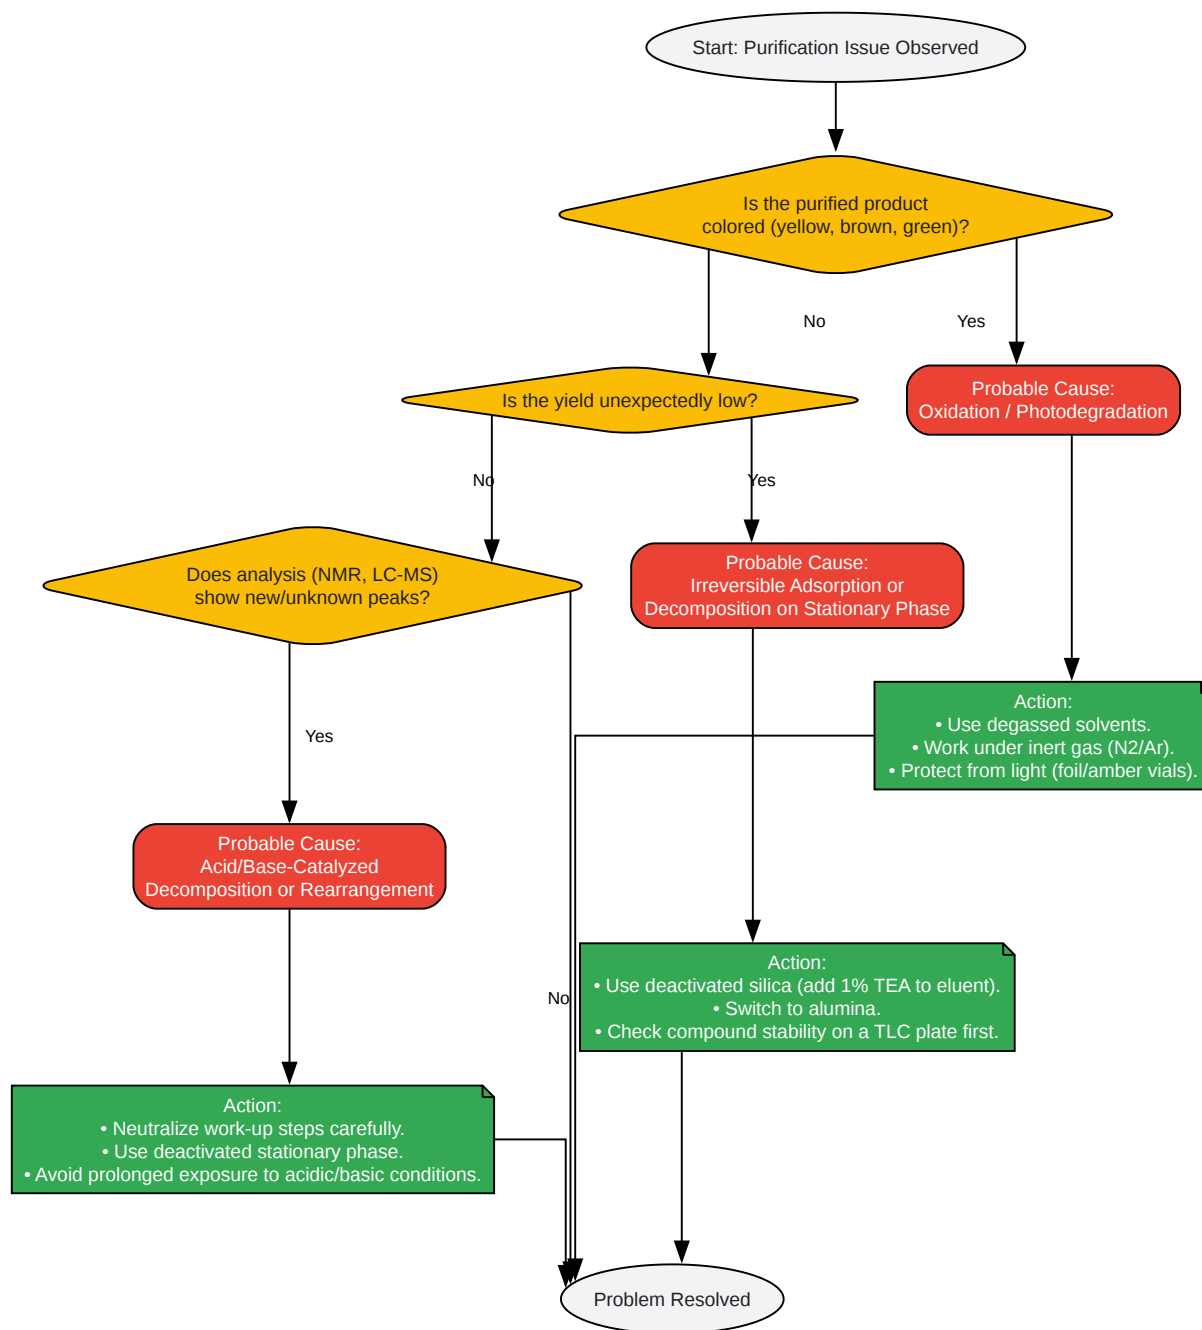 Start: Purification Issue Observed
Is the purified product
colored (yellow, brown, green)?
No
Yes
Is the yield unexpectedly low?
Probable Cause:
Oxidation / Photodegradation
No
Yes
Does analysis (NMR, LC-MS)
show new/unknown peaks?
Probable Cause:
Irreversible Adsorption or
Decomposition on Stationary Phase
Action:
• Use degassed solvents.
• Work under inert gas (N2/Ar).
• Protect from light (foil/amber vials).
Yes
Probable Cause:
Acid/Base-Catalyzed
Decomposition or Rearrangement
No
Action:
• Use deactivated silica (add 1% TEA to eluent).
• Switch to alumina.
• Check compound stability on a TLC plate first.
Action:
• Neutralize work-up steps carefully.
• Use deactivated stationary phase.
• Avoid prolonged exposure to acidic/basic conditions.
Problem Resolved